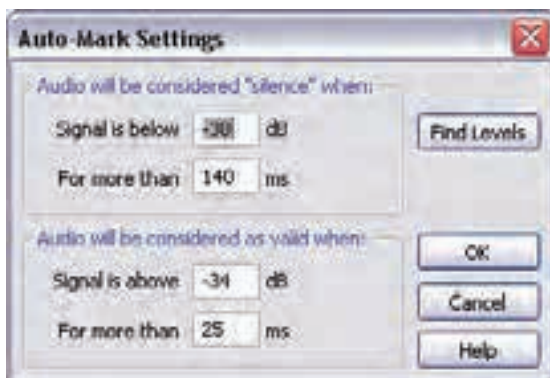 Auto-Mark Settings
Audio will be considered "silence" when:
Signal is below dB
Find Levels
For more than 140 ms
Audio will be considered as valid when:
OK
Signal is above -34 dB
Cancel
For more than 25 ms
Help